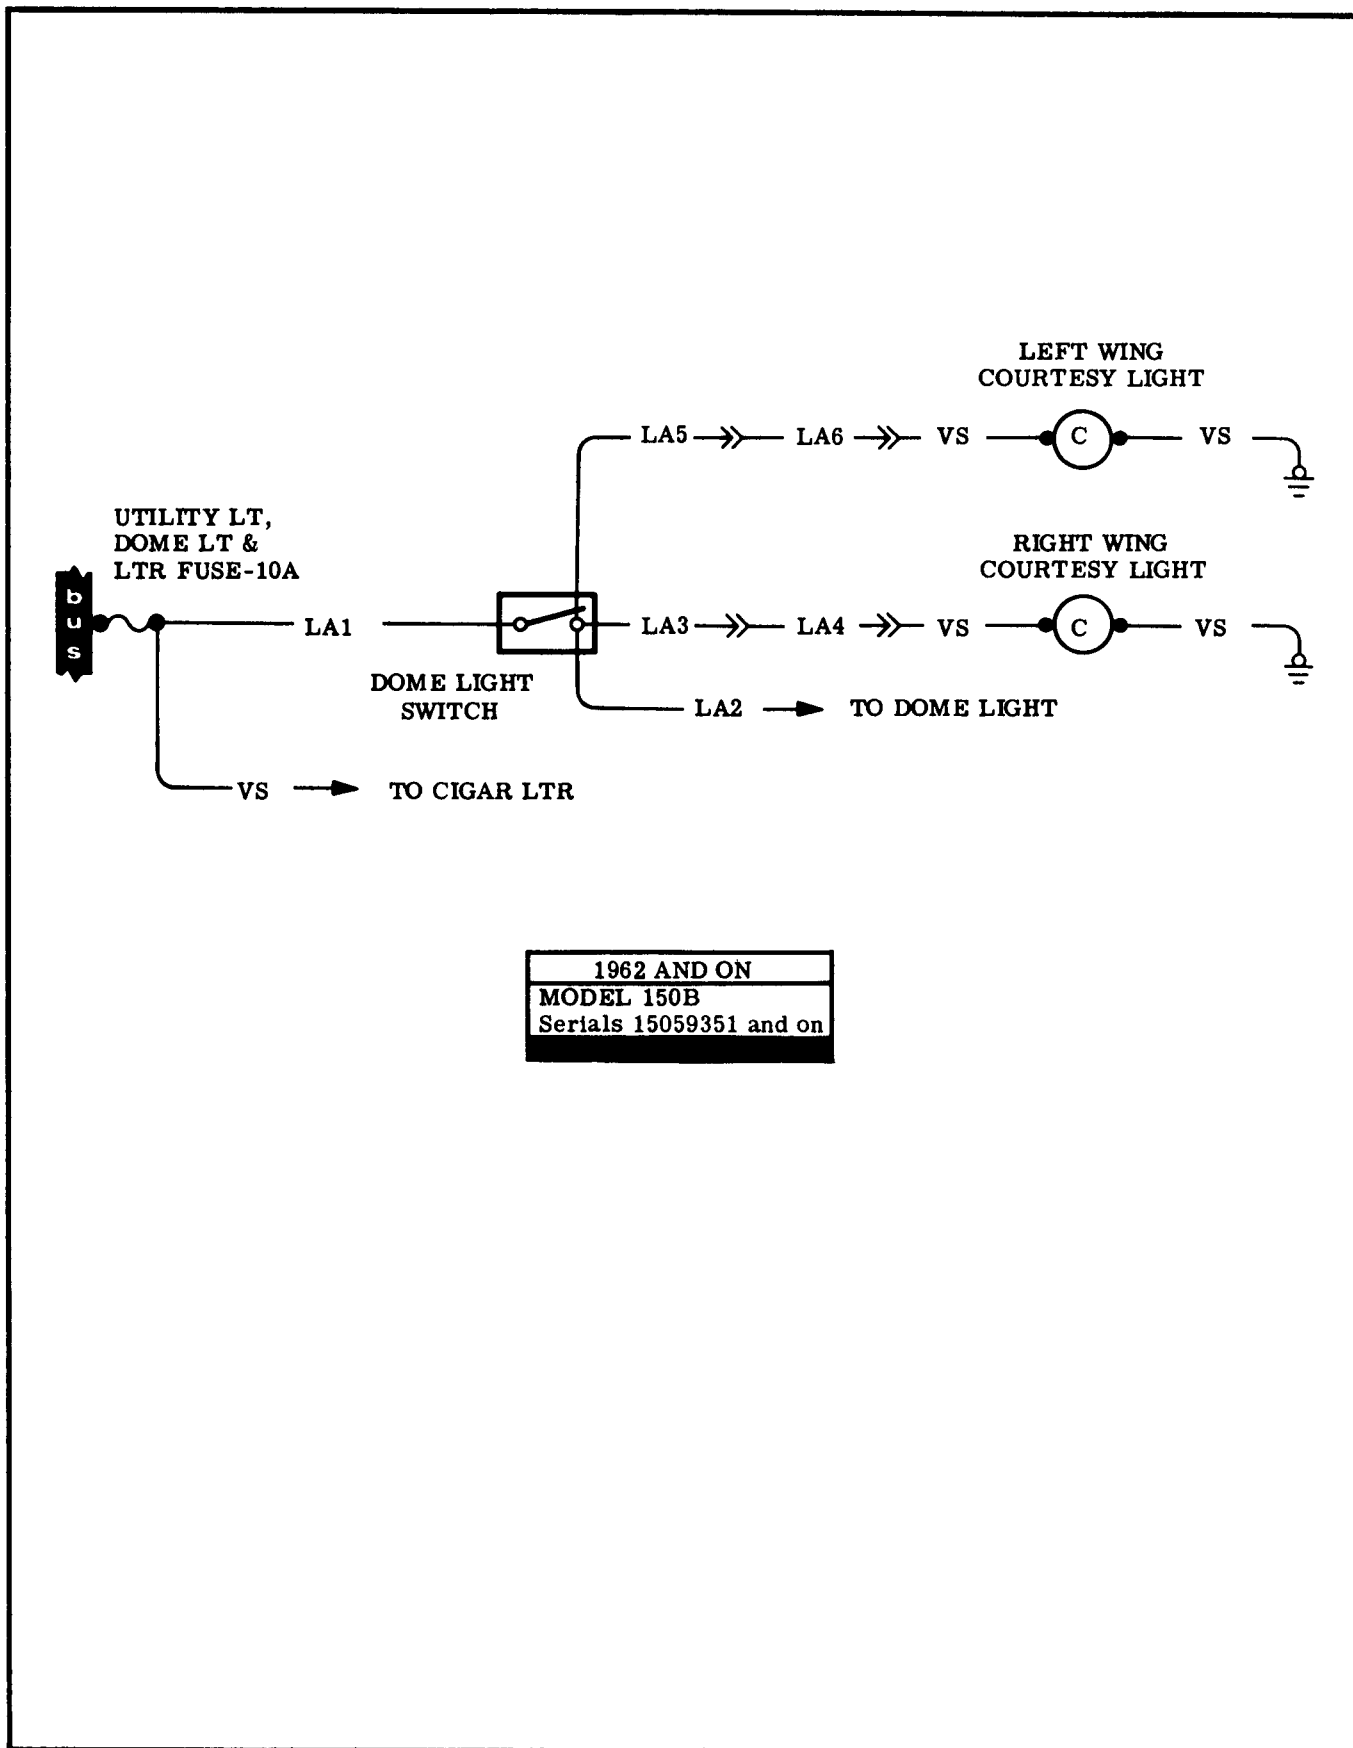 LEFT WING
COURTESY LIGHT
LA5 LA6 VS C VS
UTILITY LT,
DOME LT &
LTR FUSE-10A
RIGHT WING
COURTESY LIGHT
bus
LA1 LA3 LA4 VS C VS
DOME LIGHT
SWITCH
LA2 TO DOME LIGHT
VS TO CIGAR LTR
1962 AND ON
MODEL 150B
Serials 15059351 and on